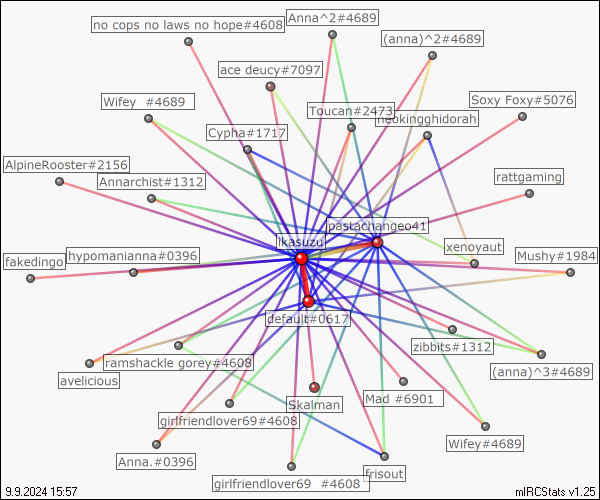 no cops no laws no hope#4608
Anna^2#4689
(anna)^2#4689
ace deucy#7097
Wifey  #4689
Toucan#2473
Soxy Foxy#5076
neokingghidorah
Cypha#1717
AlpineRooster#2156
Annarchist#1312
rattgaming
pastachangeo41
ikasuzu
fakedingo
hypomanianna#0396
xenoyaut
Mushy#1984
default#0617
zibbits#1312
ramshackle gorey#4608
(anna)^3#4689
avelicious
Skalman
Mad  #6901
girlfriendlover69#4608
Wifey#4689
Anna.#0396
frisout
girlfriendlover69  #4608
9.9.2024 15:57
mIRCStats v1.25